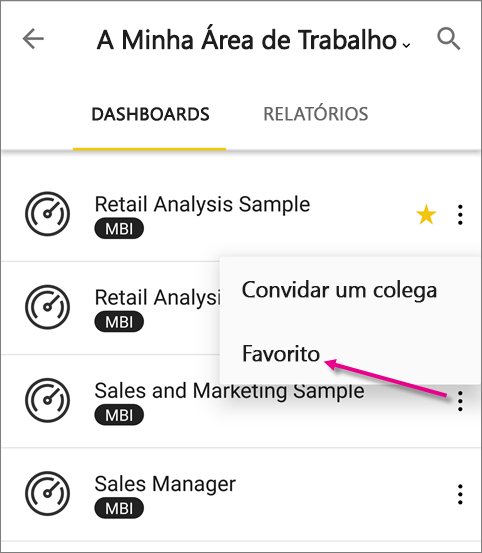 A Minha Área de Trabalho
DASHBOARDS RELATÓRIOS
Retail Analysis Sample
MBI
Retail Analysi
MBI
Convidar um colega
Favorito
Sales and Marketing Sample
MBI
Sales Manager
MBI